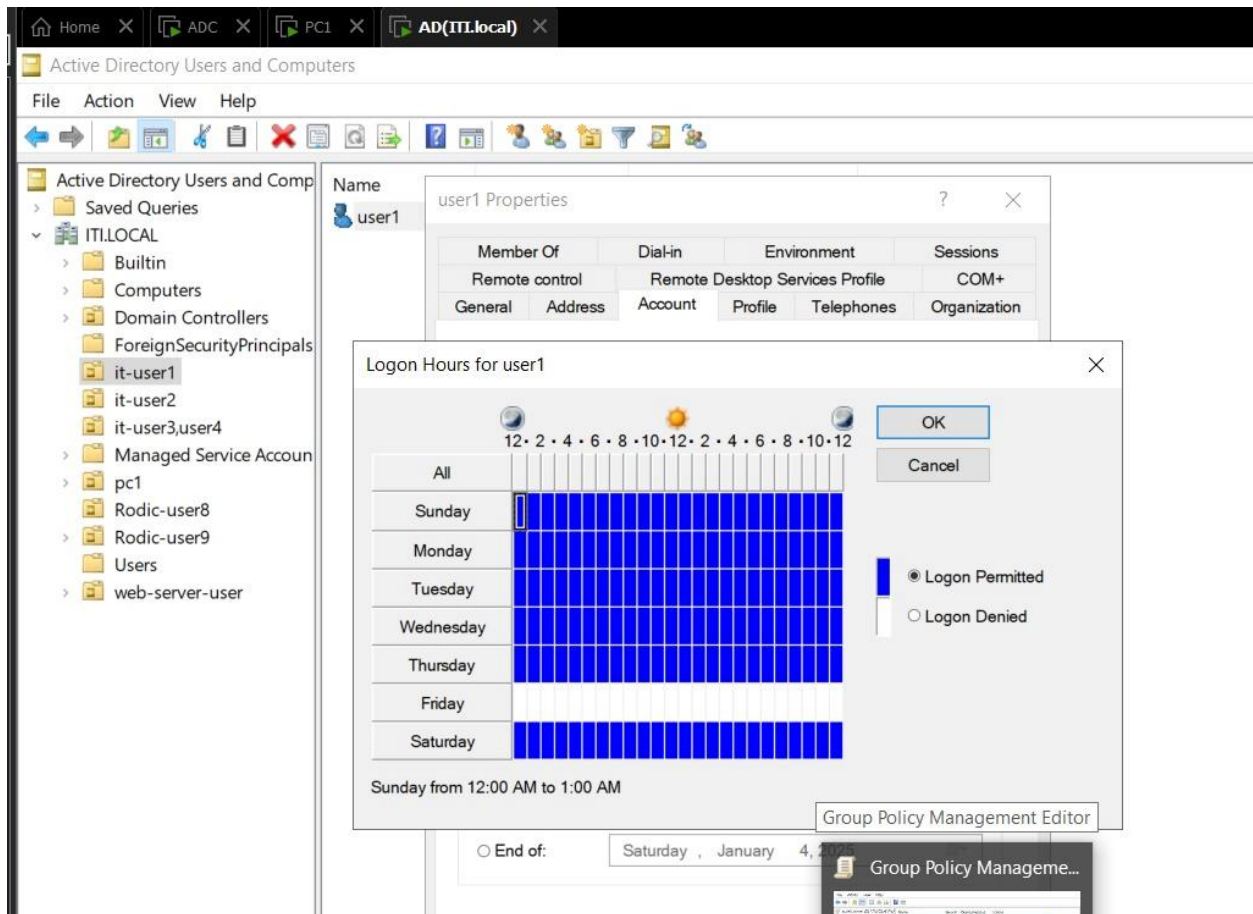 Home ADC PC1 AD(ITI.local)
Active Directory Users and Computers
File Action View Help
Active Directory Users and Comp
Saved Queries
ITI.LOCAL
Builtin
Computers
Domain Controllers
ForeignSecurityPrincipals
it-user1
it-user2
it-user3,user4
Managed Service Accoun
pc1
Rodic-user8
Rodic-user9
Users
web-server-user
Name
user1
user1 Properties
Member Of Dial-in Environment Sessions
Remote control Remote Desktop Services Profile COM+
General Address Account Profile Telephones Organization
Logon Hours for user1
12 · 2 · 4 · 6 · 8 · 10 · 12 · 2 · 4 · 6 · 8 · 10 · 12
All
Sunday
Monday
Tuesday
Wednesday
Thursday
Friday
Saturday
OK
Cancel
Logon Permitted
Logon Denied
Sunday from 12:00 AM to 1:00 AM
Group Policy Management Editor
End of: Saturday , January 4, 2025
Group Policy Manageme...